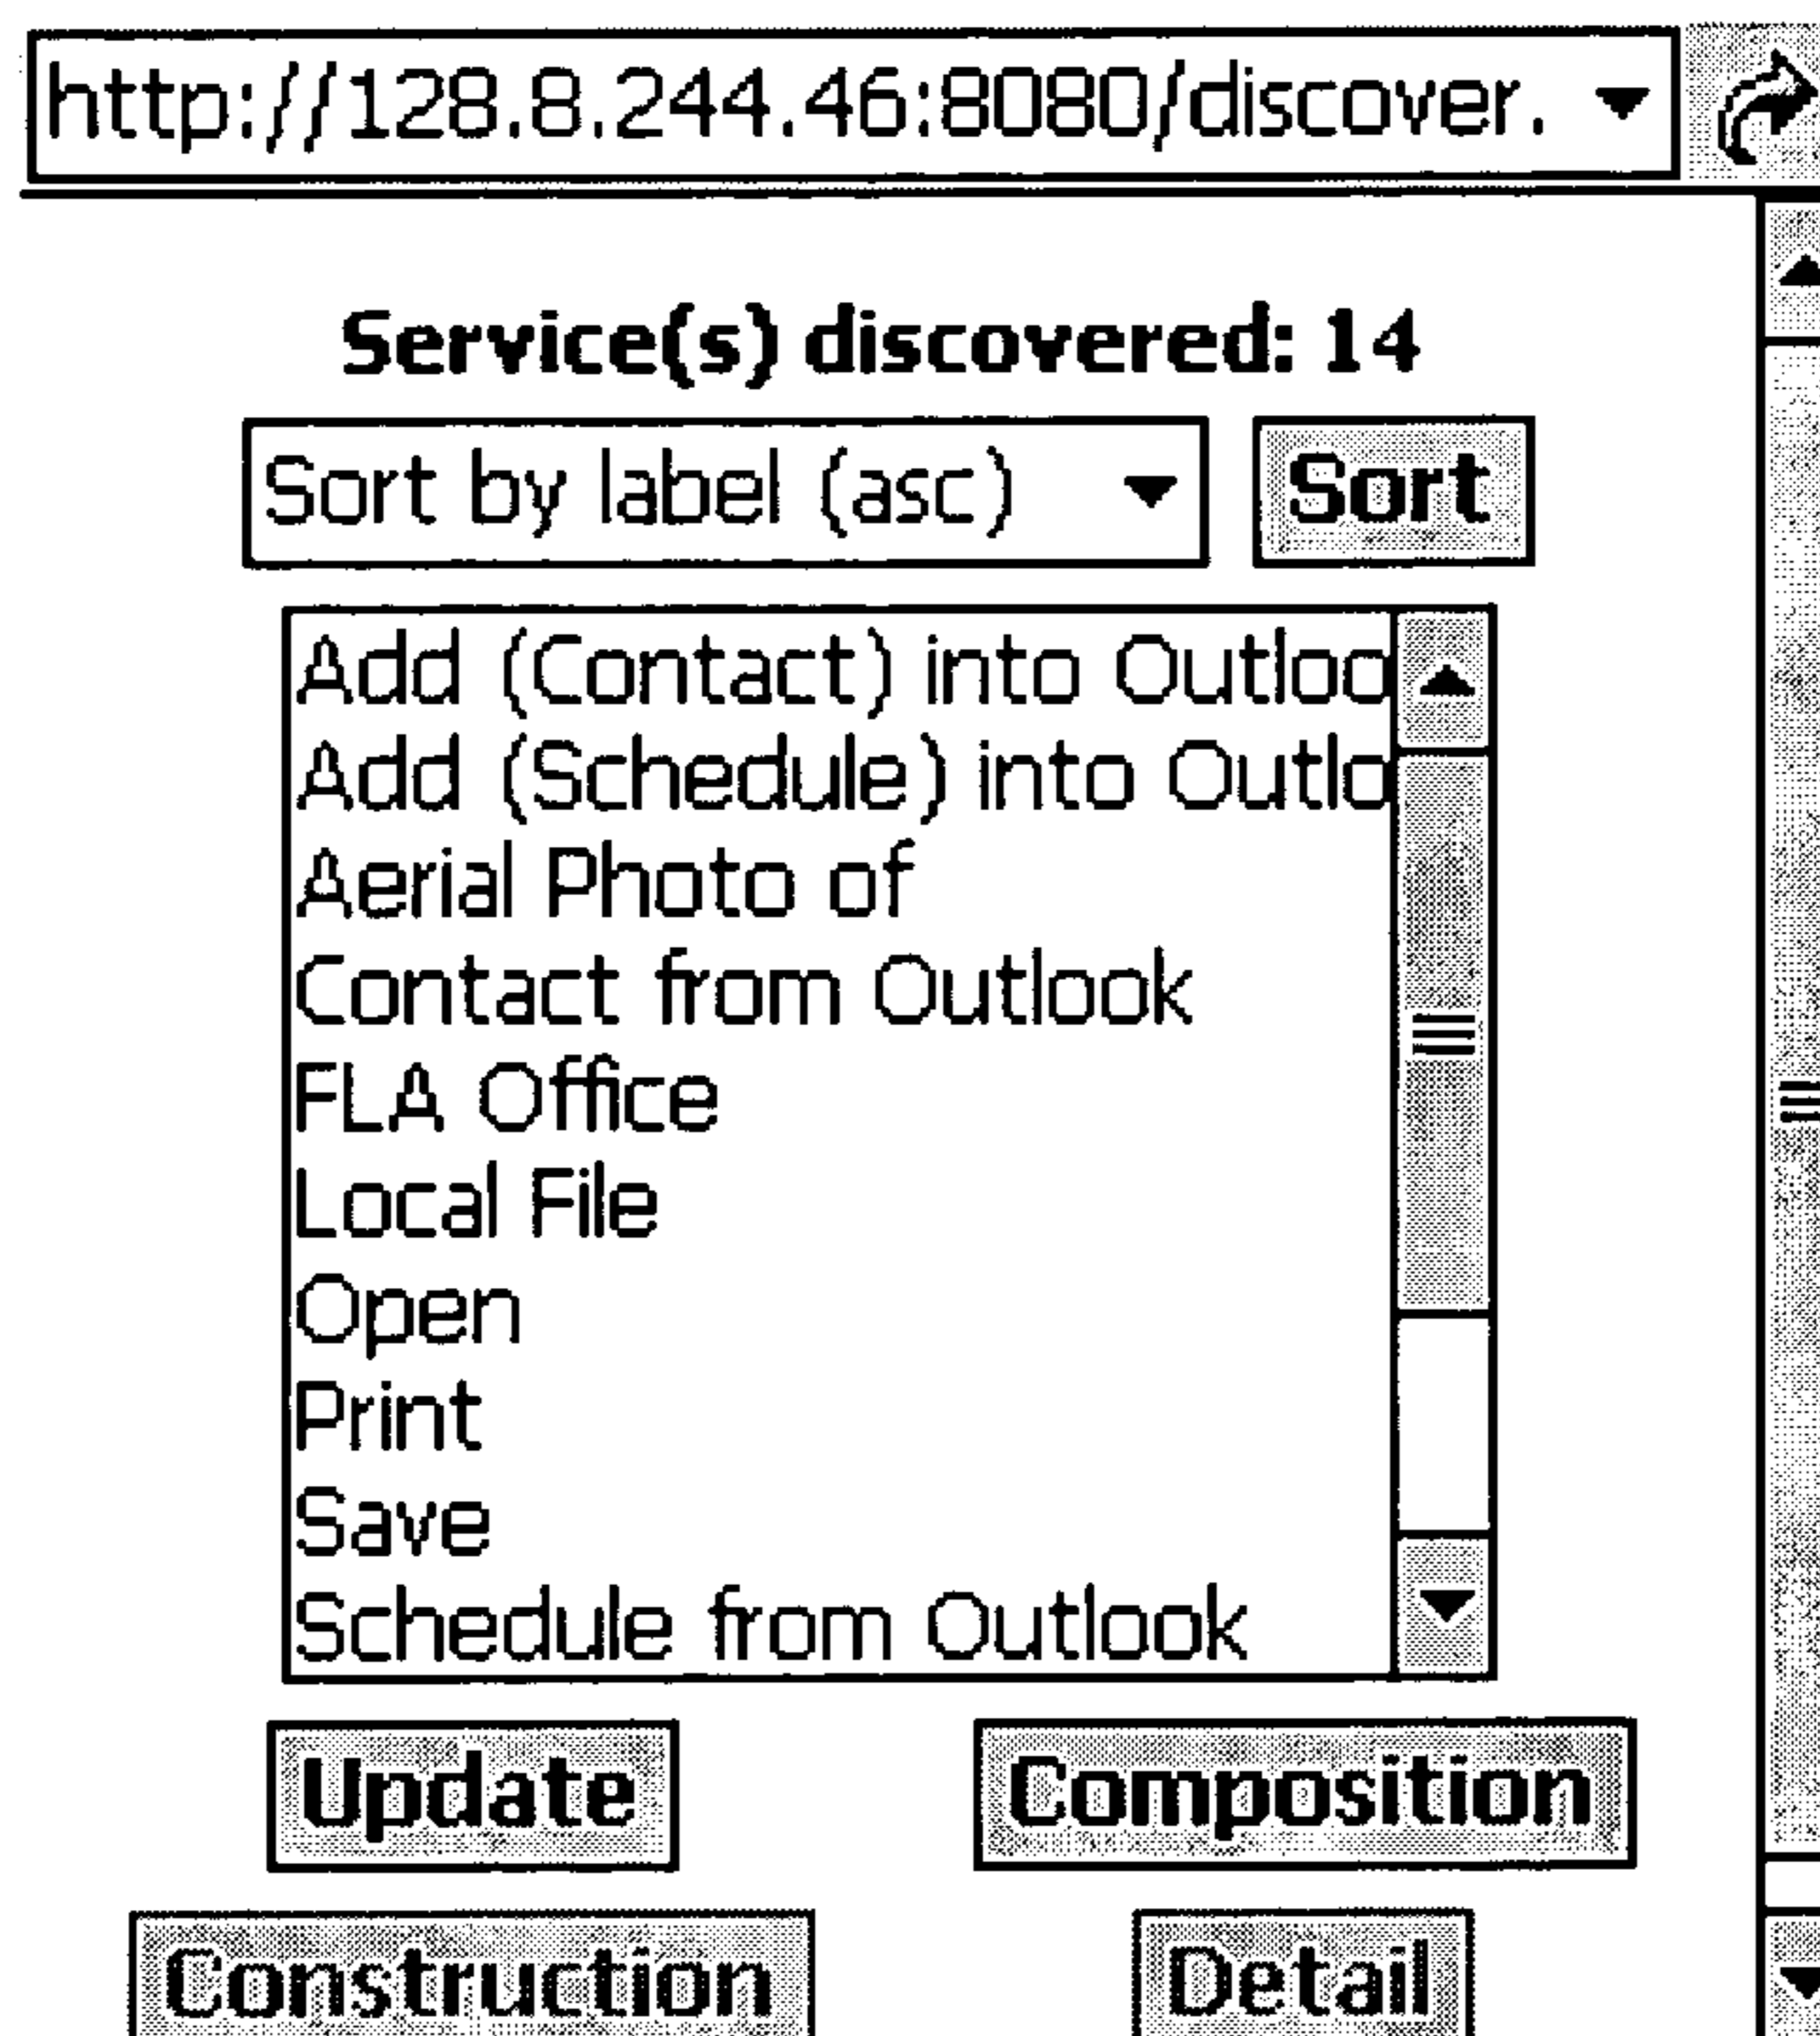 http://128.8.244.46:8080/discover.
Service(s) discovered: 14
Sort by label (asc) Sort
Add (Contact) into Outloo
Add (Schedule) into Outlo
Aerial Photo of
Contact from Outlook
FLA Office
Local File
Open
Print
Save
Schedule from Outlook
Update Composition
Construction Detail